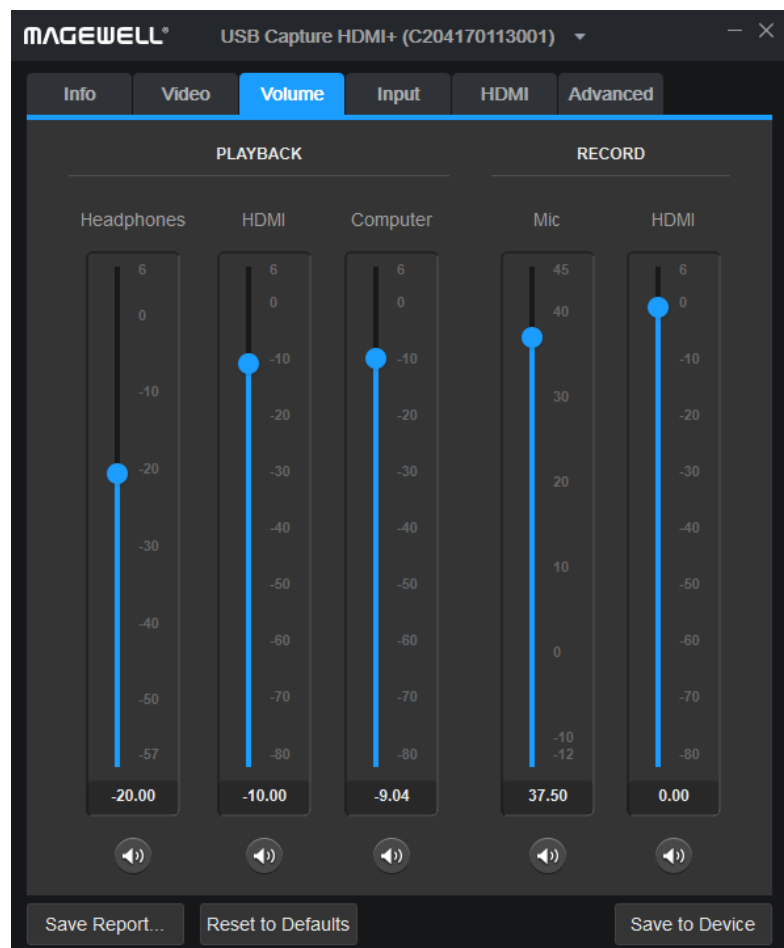 MAGEWELL® USB Capture HDMI+ (C204170113001)
Info Video Volume Input HDMI Advanced
PLAYBACK RECORD
Headphones HDMI Computer Mic HDMI
6 6 6 45 6
0 0 0 40 0
-10 -10 -10 30 -10
-20 -20 -20 20 -20
-30 -30 -30 10 -30
-40 -40 -40 0 -40
-50 -50 -50 -10 -50
-57 -60 -60 -12 -60
-70 -70 -70
-80 -80 -80
-20.00 -10.00 -9.04 37.50 0.00
Save Report... Reset to Defaults Save to Device